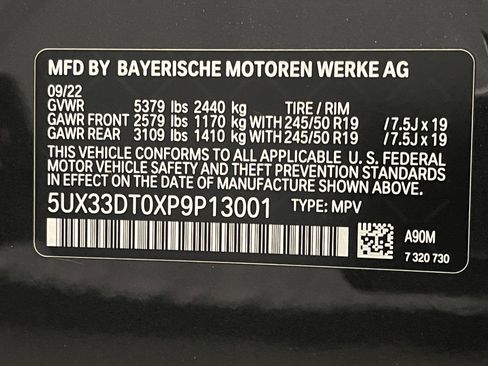 MFD BY BAYERISCHE MOTOREN WERKE AG
09/22
GVWR 5379 lbs 2440 kg TIRE / RIM
GAWR FRONT 2579 lbs 1170 kg WITH 245/50 R19 / 7.5J x 19
GAWR REAR 3109 lbs 1410 kg WITH 245/50 R19 / 7.5J x 19
THIS VEHICLE CONFORMS TO ALL APPLICABLE U. S. FEDERAL
MOTOR VEHICLE SAFETY AND THEFT PREVENTION STANDARDS
IN EFFECT ON THE DATE OF MANUFACTURE SHOWN ABOVE.
5UX33DT0XP9P13001 TYPE: MPV
A90M
7 320 730